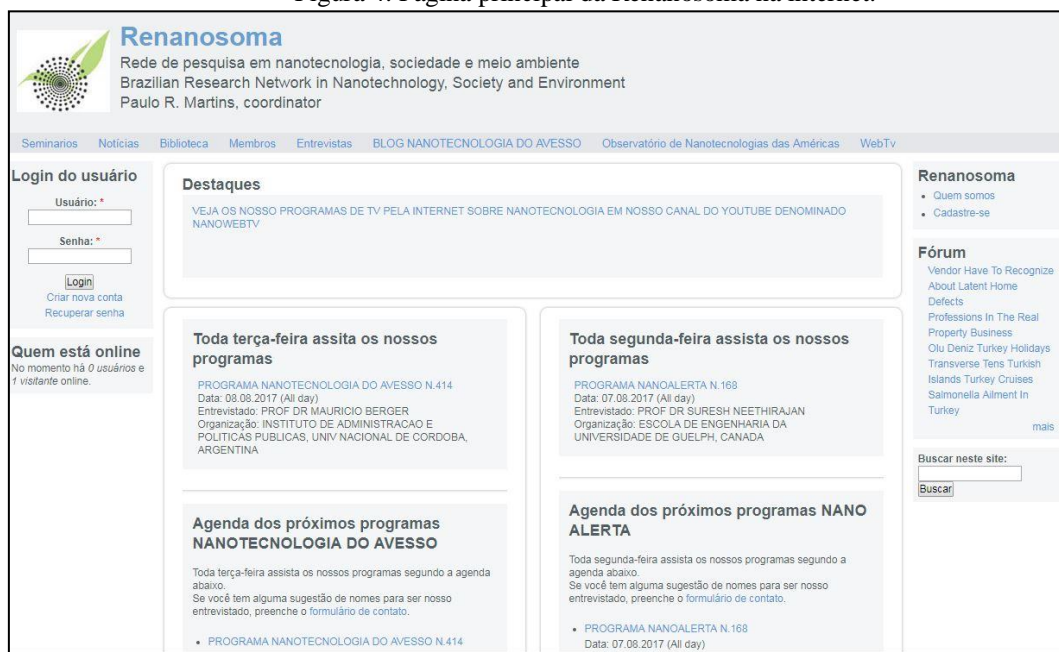 Renanosoma
Rede de pesquisa em nanotecnologia, sociedade e meio ambiente
Brazilian Research Network in Nanotechnology, Society and Environment
Paulo R. Martins, coordinator
Seminarios Notícias Biblioteca Membros Entrevistas BLOG NANOTECNOLOGIA DO AVESSO Observatório de Nanotecnologias das Américas WebTv
Login do usuário
Usuário: *
Senha: *
Login
Criar nova conta
Recuperar senha
Quem está online
No momento há 0 usuários e
1 visitante online.
Destaques
VEJA OS NOSSO PROGRAMAS DE TV PELA INTERNET SOBRE NANOTECNOLOGIA EM NOSSO CANAL DO YOUTUBE DENOMINADO
NANOWEBTV
Toda terça-feira assita os nossos
programas
PROGRAMA NANOTECNOLOGIA DO AVESSO N.414
Data: 08.08.2017 (All day)
Entrevistado: PROF DR MAURICIO BERGER
Organização: INSTITUTO DE ADMINISTRACAO E
POLITICAS PUBLICAS, UNIV NACIONAL DE CORDOBA,
ARGENTINA
Agenda dos próximos programas
NANOTECNOLOGIA DO AVESSO
Toda terça-feira assista os nossos programas segundo a agenda
abaixo.
Se você tem alguma sugestão de nomes para ser nosso
entrevistado, preenche o formulário de contato.
• PROGRAMA NANOTECNOLOGIA DO AVESSO N.414
Toda segunda-feira assista os nossos
programas
PROGRAMA NANOALERTA N.168
Data: 07.08.2017 (All day)
Entrevistado: PROF DR SURESH NEETHIRAJAN
Organização: ESCOLA DE ENGENHARIA DA
UNIVERSIDADE DE GUELPH, CANADA
Agenda dos próximos programas NANO
ALERTA
Toda segunda-feira assista os nossos programas segundo a
agenda abaixo.
Se você tem alguma sugestão de nomes para ser nosso
entrevistado, preenche o formulário de contato.
• PROGRAMA NANOALERTA N.168
Data: 07.08.2017 (All day)
Renanosoma
• Quem somos
• Cadastre-se
Fórum
Vendor Have To Recognize
About Latent Home
Defects
Professions In The Real
Property Business
Olu Deniz Turkey Holidays
Transverse Tens Turkish
Islands Turkey Cruises
Salmonella Ailment In
Turkey
mais
Buscar neste site:
Buscar